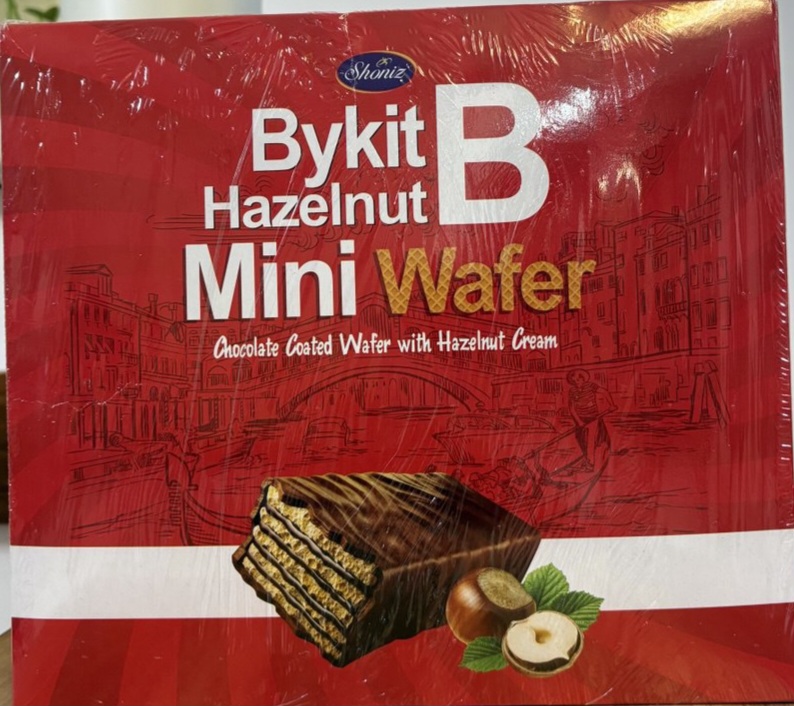 Shoniz
Bykit B
Hazelnut
Mini Wafer
Chocolate Coated Wafer with Hazelnut Cream